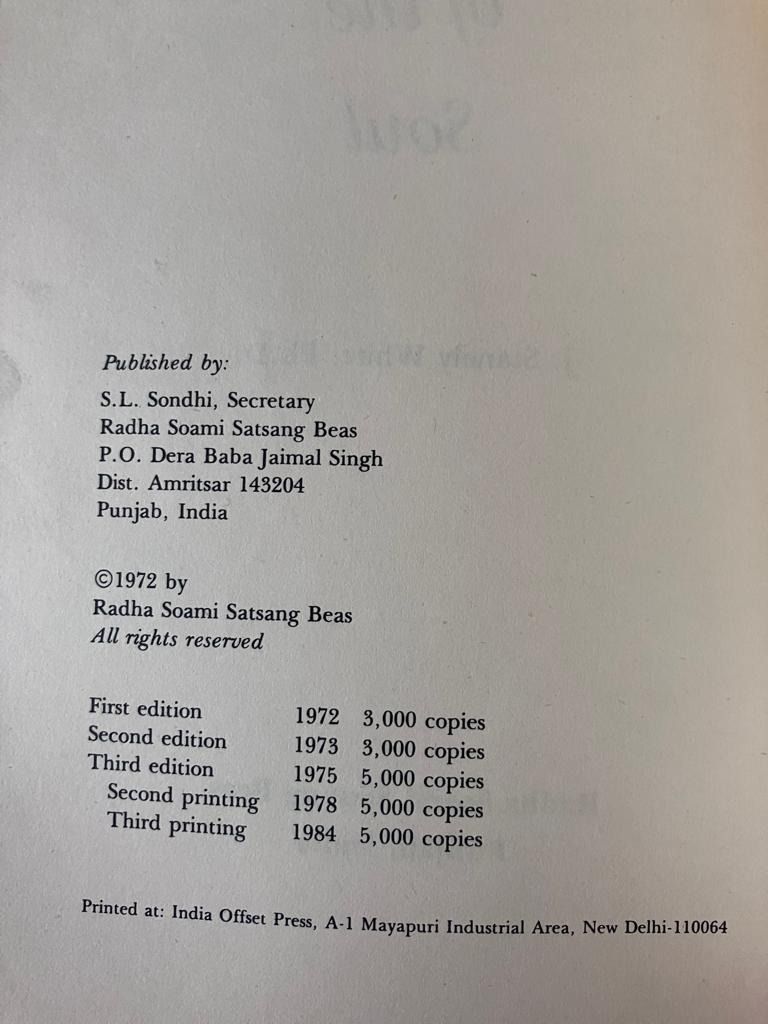 Published by:
S.L. Sondhi, Secretary
Radha Soami Satsang Beas
P.O. Dera Baba Jaimal Singh
Dist. Amritsar 143204
Punjab, India
©1972 by
Radha Soami Satsang Beas
All rights reserved
First edition 1972 3,000 copies
Second edition 1973 3,000 copies
Third edition 1975 5,000 copies
Second printing 1978 5,000 copies
Third printing 1984 5,000 copies
Printed at: India Offset Press, A-1 Mayapuri Industrial Area, New Delhi-110064